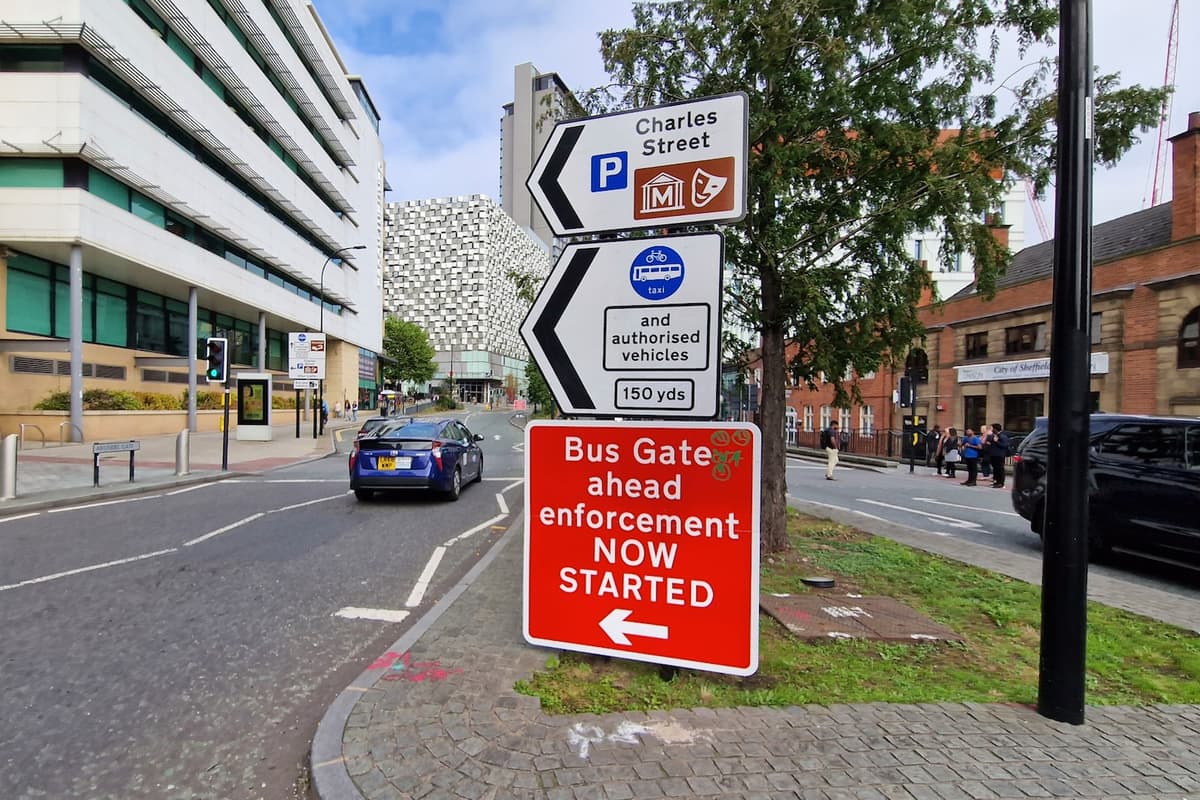 Charles
Street
P
M
taxi
and
authorised
vehicles
150 yds
Bus Gate
ahead
enforcement
NOW
STARTED
City of Sheffield